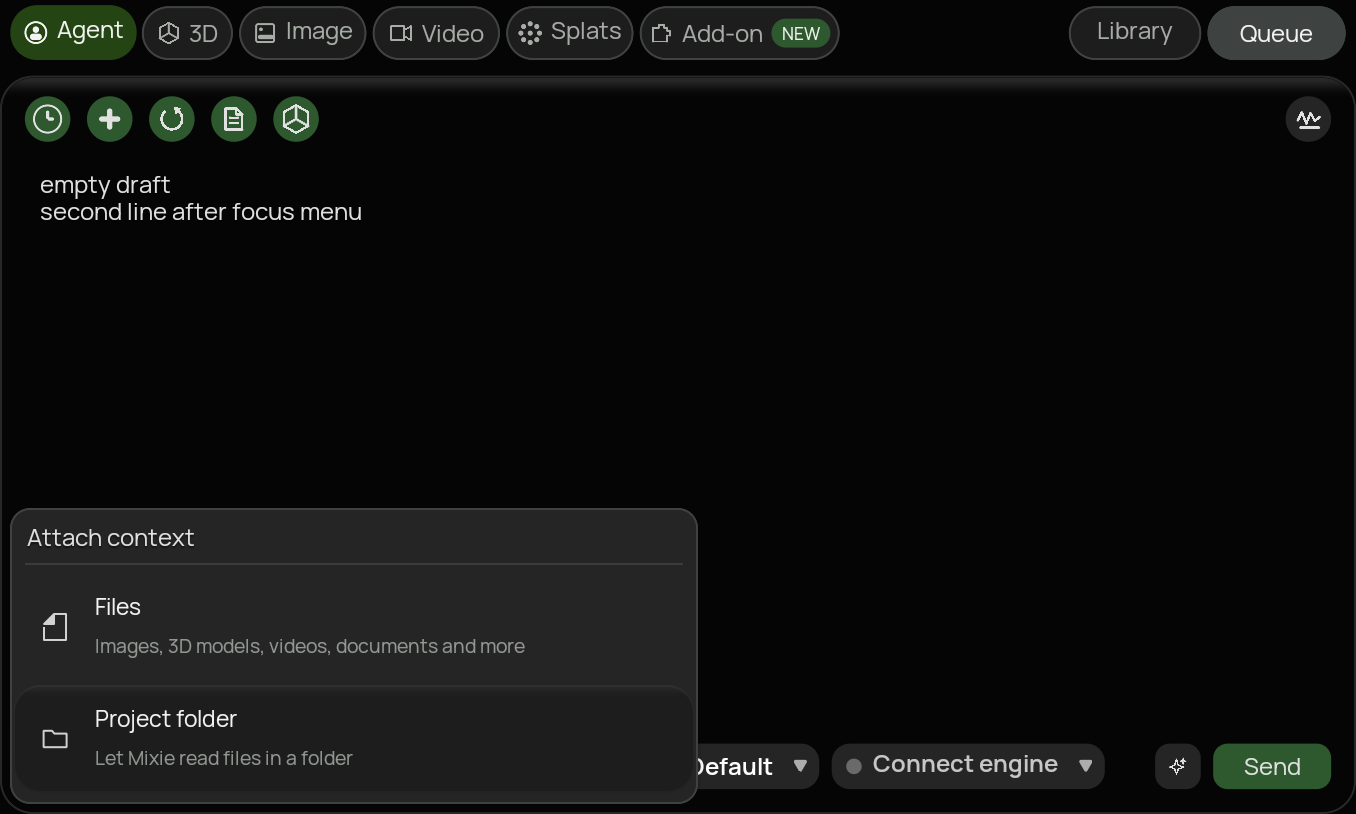 Agent 3D Image Video Splats Add-on NEW Library Queue
empty draft
second line after focus menu
Attach context
Files
Images, 3D models, videos, documents and more
Project folder
Let Mixie read files in a folder
Default Connect engine Send